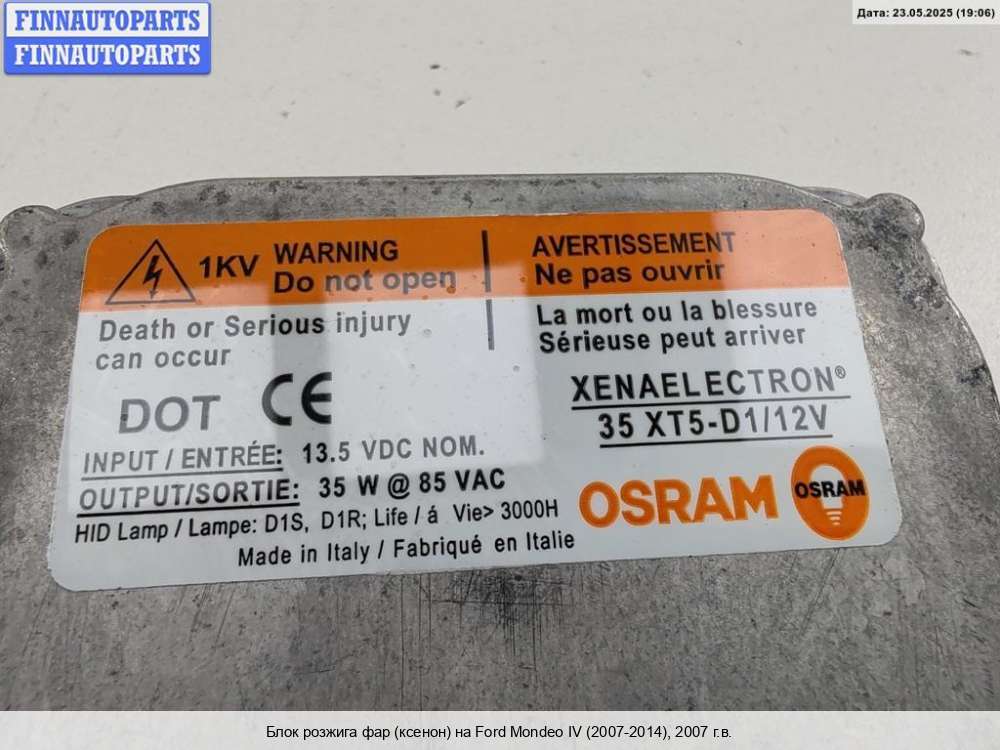 FINNAUTOPARTS
FINNAUTOPARTS
Дата: 23.05.2025 (19:06)
1KV
WARNING
Do not open
AVERTISSEMENT
Ne pas ouvrir
Death or Serious injury
can occur
La mort ou la blessure
Sérieuse peut arriver
DOT CE
XENAELECTRON®
35 XT5-D1/12V
INPUT / ENTRÉE: 13.5 VDC NOM.
OUTPUT/SORTIE: 35 W @ 85 VAC
HID Lamp / Lampe: D1S, D1R; Life / á Vie> 3000H
Made in Italy / Fabriqué en Italie
OSRAM
OSRAM
Блок розжига фар (ксенон) на Ford Mondeo IV (2007-2014), 2007 г.в.